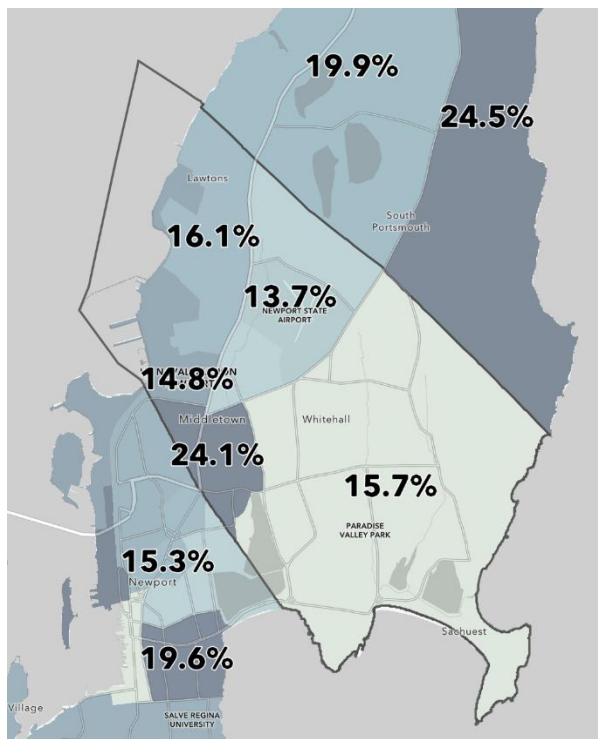 19.9%
24.5%
Lawtons
South
Portsmouth
16.1%
13.7%
NEWPORT STATE
AIRPORT
14.8%
Middletown
Whitehall
24.1%
15.7%
PARADISE
VALLEY PARK
15.3%
Newport
Sachuest
19.6%
Village
SALVE REGINA
UNIVERSITY